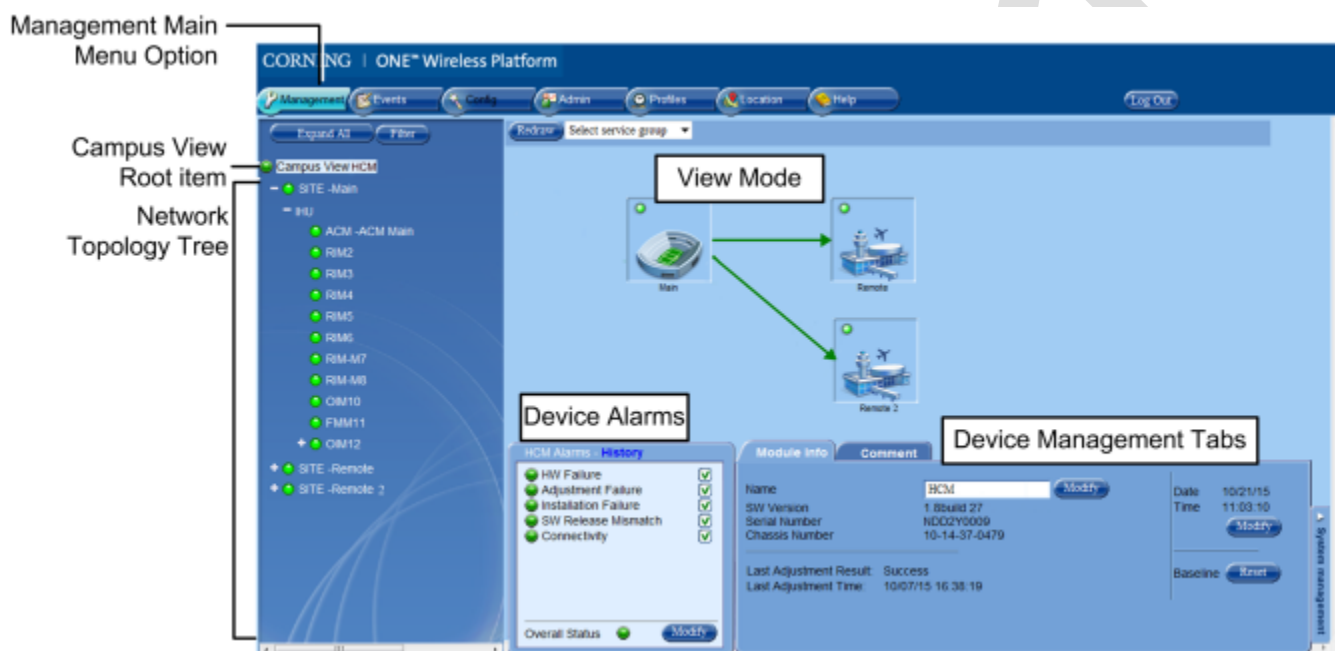 Management Main
Menu Option
CORNING | ONE™ Wireless Platform
Management Events Config Admin Profiles Location Help Log Out
Expand All Filter
Redraw Select service group
Campus View
Root item
Campus View HCM
View Mode
SITE -Main
Network
Topology Tree
IHU
ACM -ACM Main
RIM2
RIM3
RIM4
RIM5
RIM6
RIM-M7
RIM-M8
OIM10
FMM11
OIM12
SITE -Remote
SITE -Remote 2
Main
Remote
Remote 2
Device Alarms
HCM Alarms - History
HW Failure
Adjustment Failure
Installation Failure
SW Release Mismatch
Connectivity
Overall Status Modify
Device Management Tabs
Module Info Comment
Name HCM Modify
SW Version 1.8build 27
Serial Number NDD2Y0009
Chassis Number 10-14-37-0479
Last Adjustment Result: Success
Last Adjustment Time: 10/07/15 16:38:19
Date 10/21/15
Time 11:03:10
Modify
Baseline Reset
System management